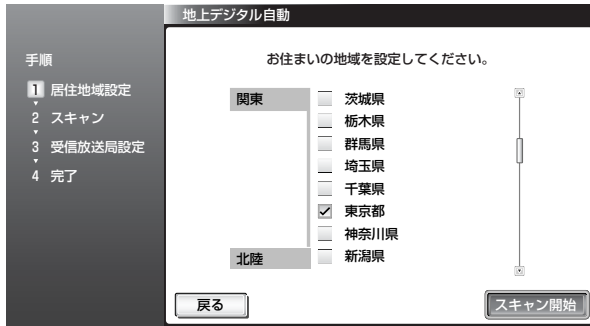 地上デジタル自動
手順
1 居住地域設定
2 スキャン
3 受信放送局設定
4 完了
お住まいの地域を設定してください。
関東
茨城県
栃木県
群馬県
埼玉県
千葉県
東京都
神奈川県
北陸
新潟県
戻る
スキャン開始